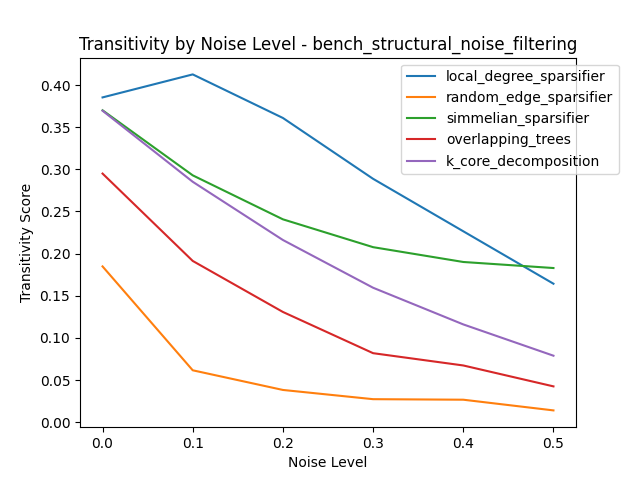 Transitivity by Noise Level - bench_structural_noise_filtering
local_degree_sparsifier
random_edge_sparsifier
simmelian_sparsifier
overlapping_trees
k_core_decomposition
Transitivity Score
0.40
0.35
0.30
0.25
0.20
0.15
0.10
0.05
0.00
0.0 0.1 0.2 0.3 0.4 0.5
Noise Level